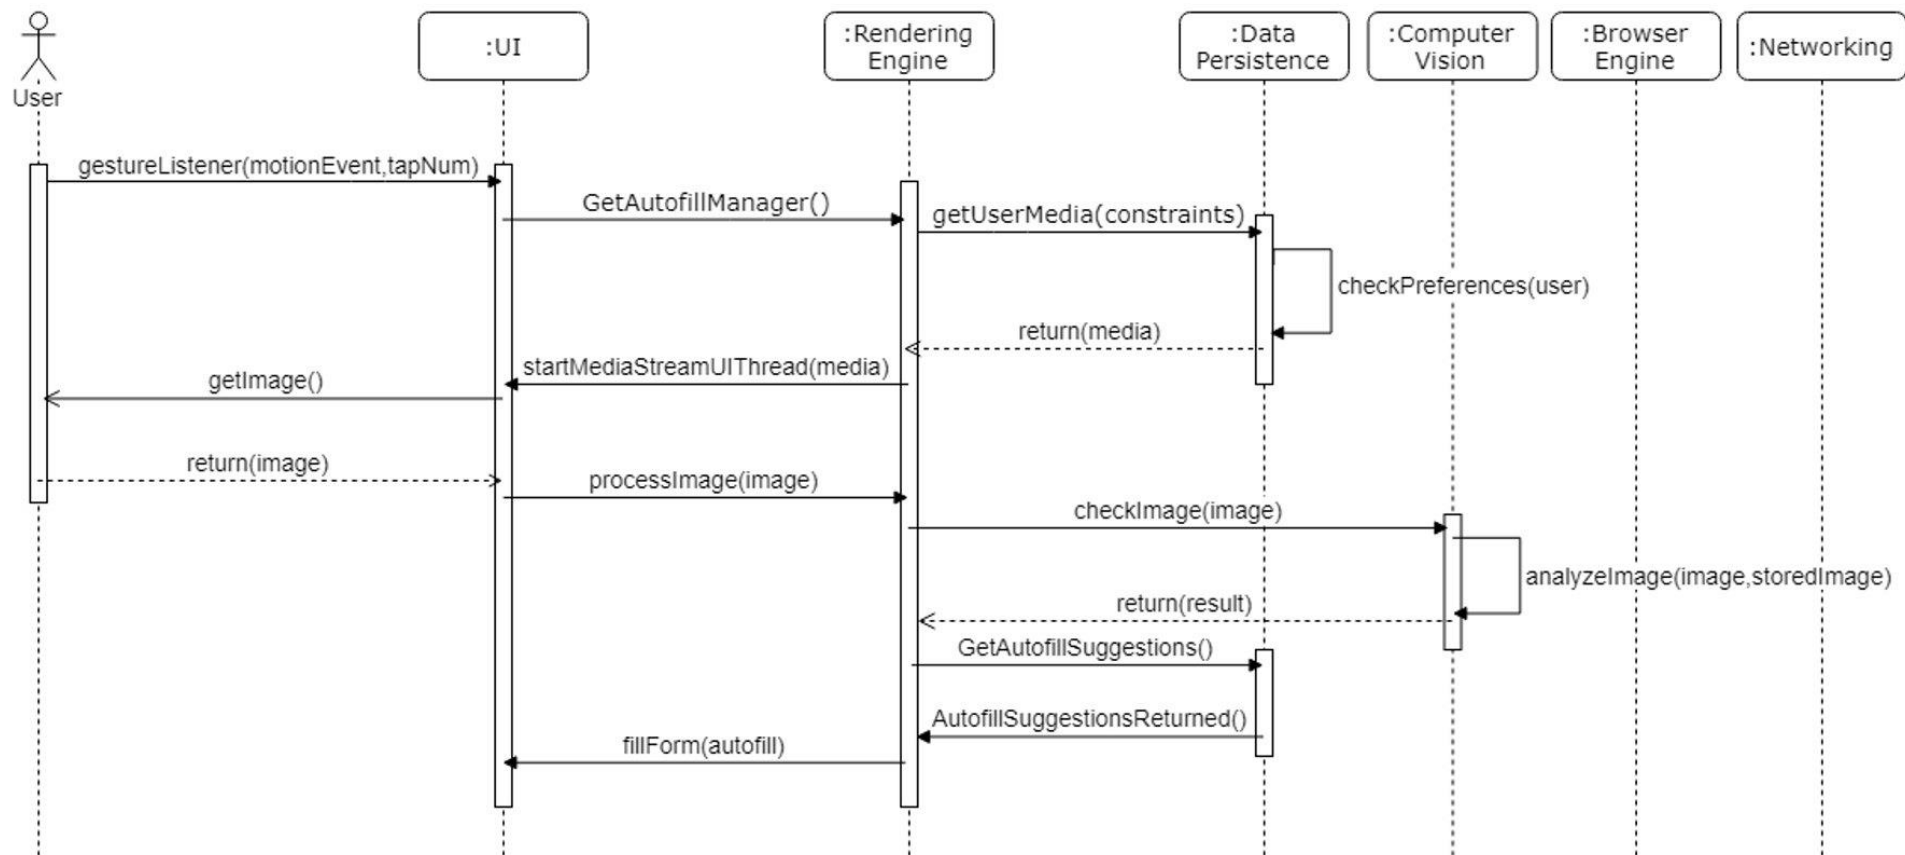 User
:UI
:Rendering
Engine
:Data
Persistence
:Computer
Vision
:Browser
Engine
:Networking
gestureListener(motionEvent,tapNum)
GetAutofillManager()
getUserMedia(constraints)
checkPreferences(user)
return(media)
startMediaStreamUIThread(media)
getImage()
return(image)
processImage(image)
checkImage(image)
analyzeImage(image,storedImage)
return(result)
GetAutofillSuggestions()
AutofillSuggestionsReturned()
fillForm(autofill)